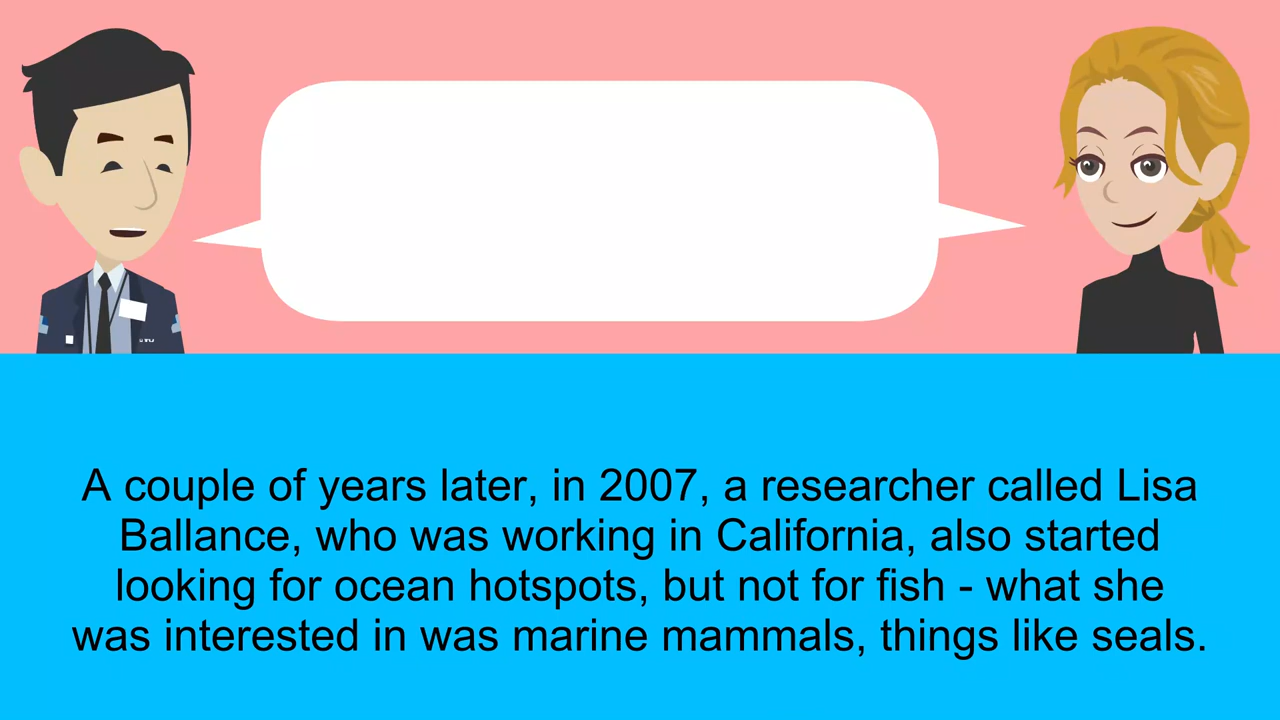 A couple of years later, in 2007, a researcher called Lisa
Ballance, who was working in California, also started
looking for ocean hotspots, but not for fish - what she
was interested in was marine mammals, things like seals.